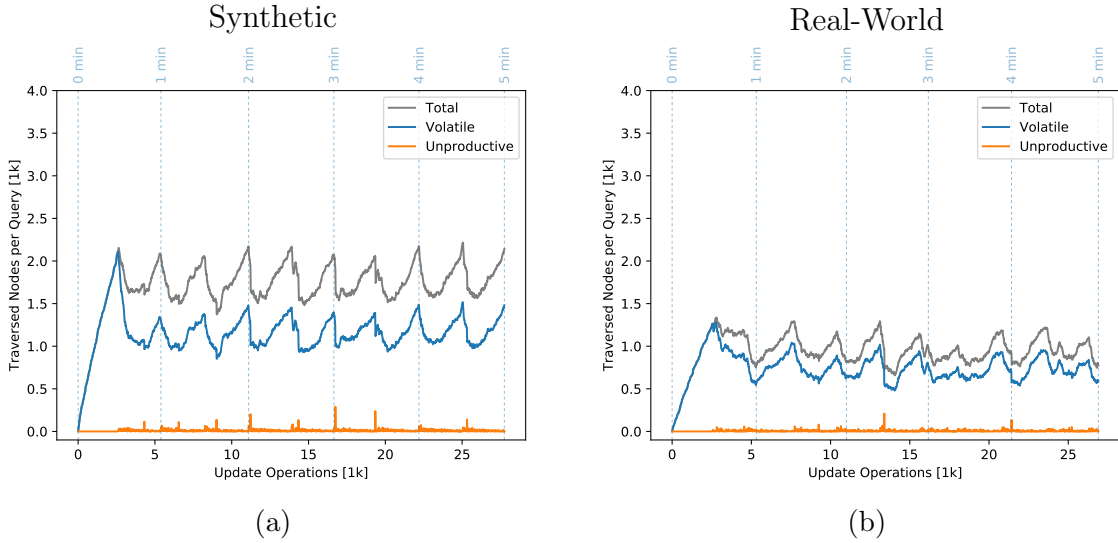 Synthetic
0 min
1 min
2 min
3 min
4 min
5 min
4.0
3.5
3.0
2.5
2.0
1.5
1.0
0.5
0.0
Traversed Nodes per Query [1k]
Total
Volatile
Unproductive
0
5
10
15
20
25
Update Operations [1k]
(a)
Real-World
0 min
1 min
2 min
3 min
4 min
5 min
4.0
3.5
3.0
2.5
2.0
1.5
1.0
0.5
0.0
Traversed Nodes per Query [1k]
Total
Volatile
Unproductive
0
5
10
15
20
25
Update Operations [1k]
(b)